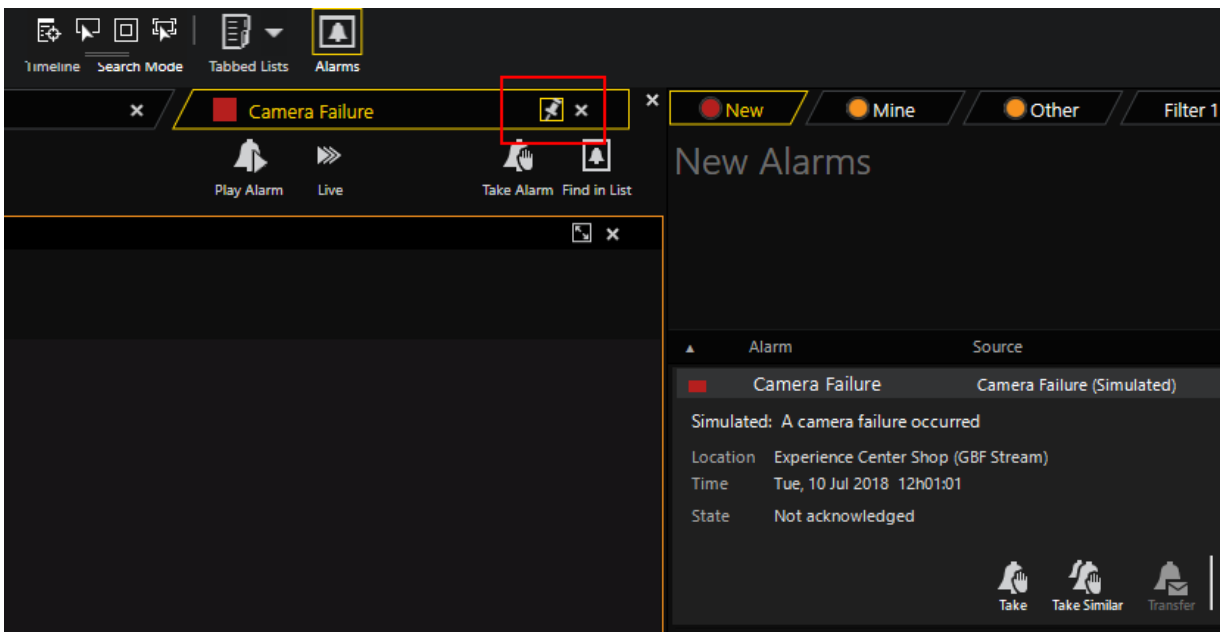 Timeline Search Mode Tabbed Lists Alarms
Camera Failure
New Mine Other Filter 1
Play Alarm Live Take Alarm Find in List
New Alarms
Alarm Source
Camera Failure Camera Failure (Simulated)
Simulated: A camera failure occurred
Location Experience Center Shop (GBF Stream)
Time Tue, 10 Jul 2018 12h01:01
State Not acknowledged
Take Take Similar Transfer